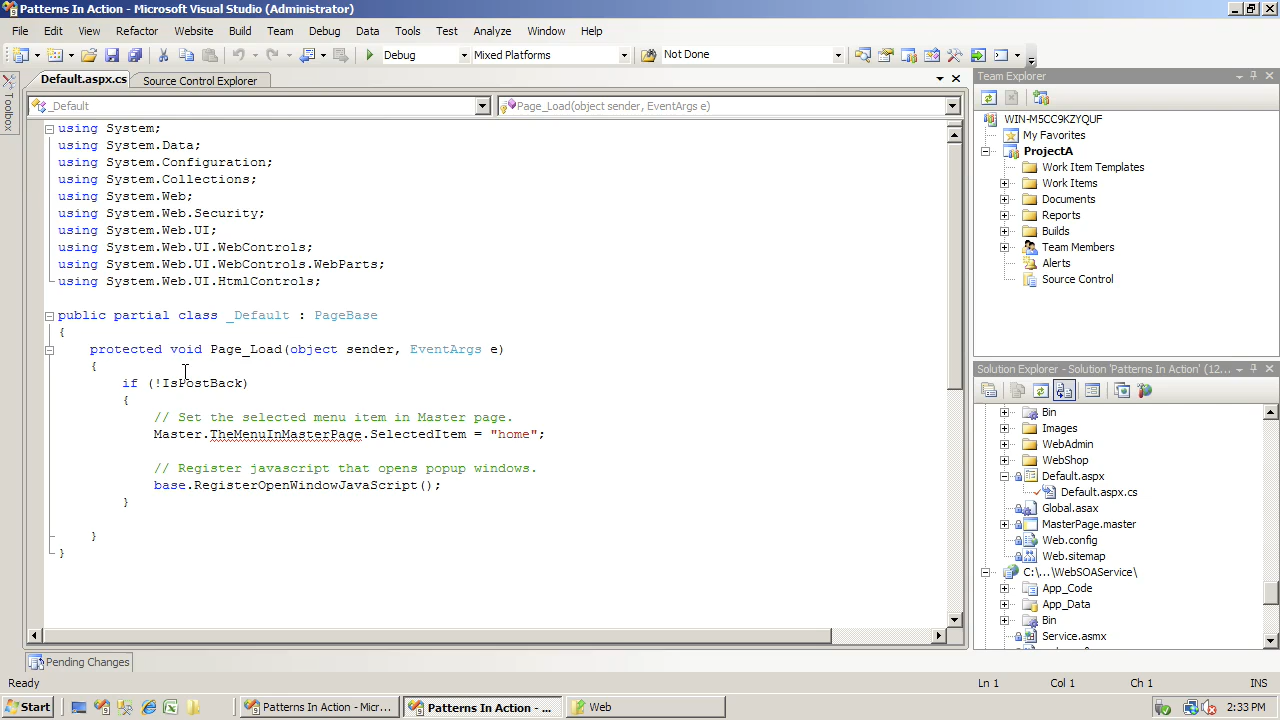 Patterns In Action - Microsoft Visual Studio (Administrator)
File Edit View Refactor Website Build Team Debug Data Tools Test Analyze Window Help
Debug Mixed Platforms Not Done
Default.aspx.cs Source Control Explorer
_Default Page_Load(object sender, EventArgs e)
using System;
using System.Data;
using System.Configuration;
using System.Collections;
using System.Web;
using System.Web.Security;
using System.Web.UI;
using System.Web.UI.WebControls;
using System.Web.UI.WebControls.WebParts;
using System.Web.UI.HtmlControls;
public partial class _Default : PageBase
{
protected void Page_Load(object sender, EventArgs e)
{
if (!IsPostBack)
{
// Set the selected menu item in Master page.
Master.TheMenuInMasterPage.SelectedItem = "home";
// Register javascript that opens popup windows.
base.RegisterOpenWindowJavaScript();
}
}
}
Toolbox
Team Explorer
WIN-M5CC9KZYQUF
My Favorites
ProjectA
Work Item Templates
Work Items
Documents
Reports
Builds
Team Members
Alerts
Source Control
Solution Explorer - Solution 'Patterns In Action' (12...
Bin
Images
WebAdmin
WebShop
Default.aspx
Default.aspx.cs
Global.asax
MasterPage.master
Web.config
Web.sitemap
C:\...\WebSOAService\
App_Code
App_Data
Bin
Service.asmx
Pending Changes
Ready Ln 1 Col 1 Ch 1 INS
Start Patterns In Action - Micr... Patterns In Action - ... Web 2:33 PM